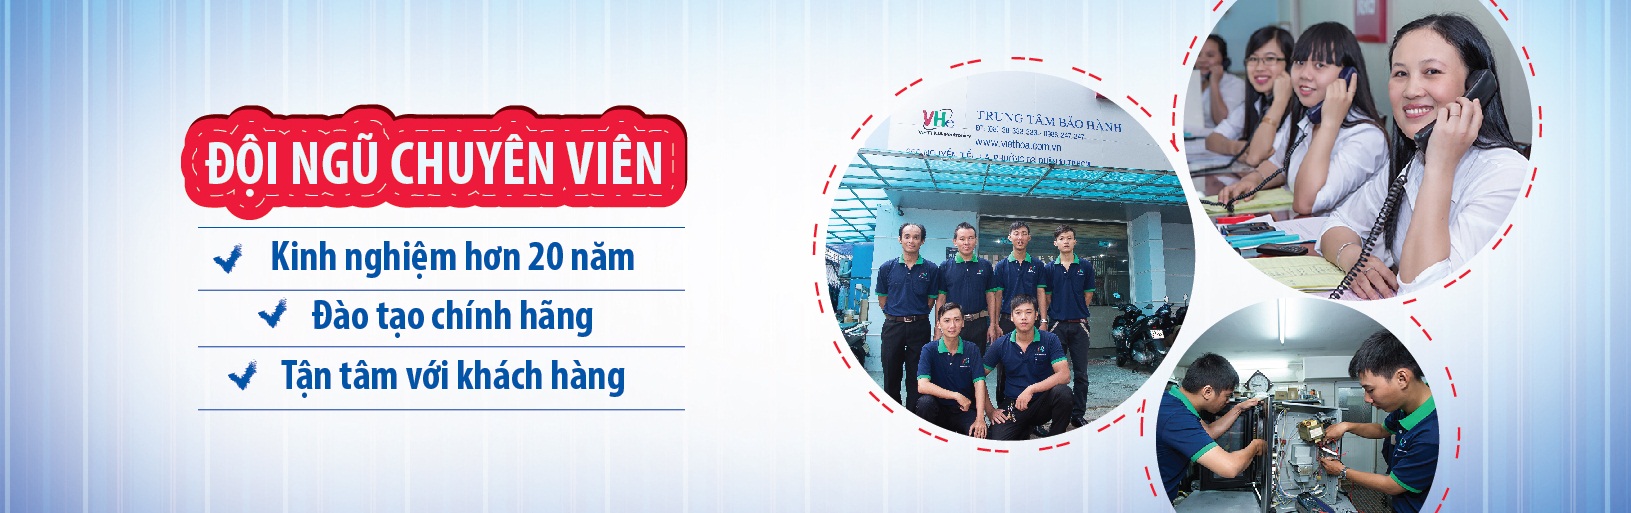 ĐỘI NGŨ CHUYÊN VIÊN
Kinh nghiệm hơn 20 năm
Đào tạo chính hãng
Tận tâm với khách hàng
TRUNG TÂM BẢO HÀNH
www.viethoa.com.vn